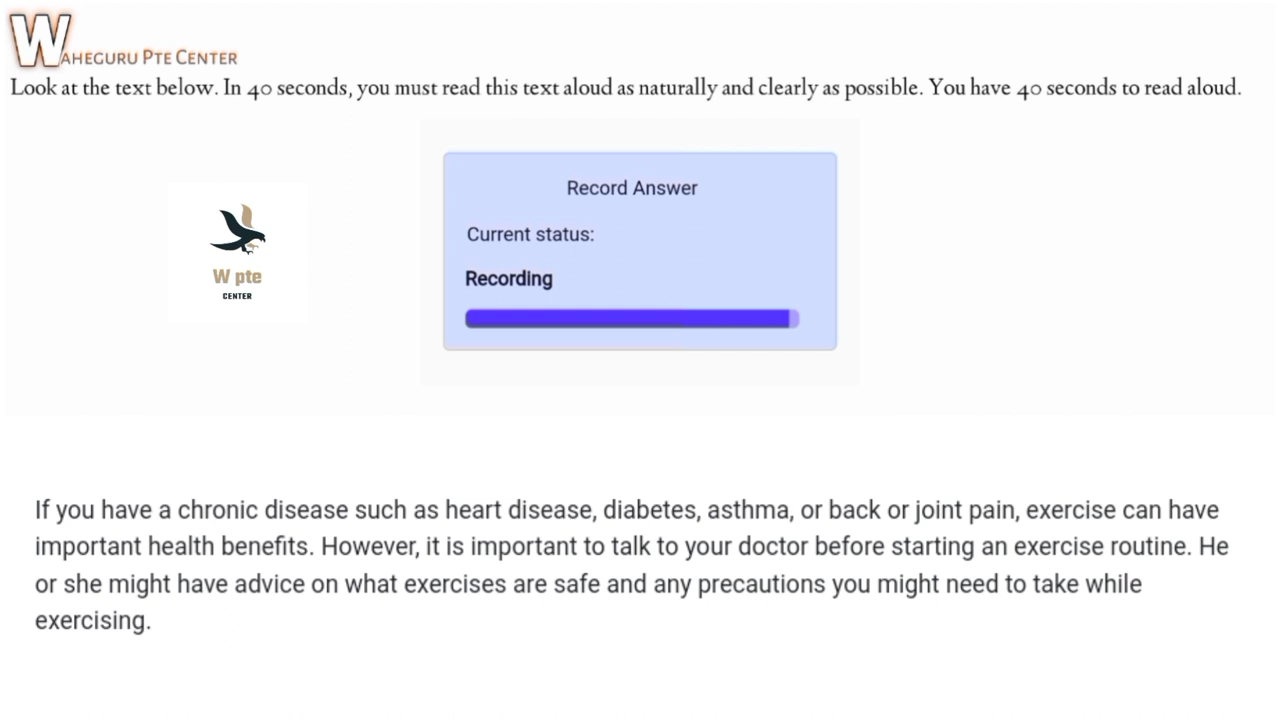 WAHEGURU PTE CENTER
Look at the text below. In 40 seconds, you must read this text aloud as naturally and clearly as possible. You have 40 seconds to read aloud.
Record Answer
Current status:
Recording
W pte
CENTER
If you have a chronic disease such as heart disease, diabetes, asthma, or back or joint pain, exercise can have
important health benefits. However, it is important to talk to your doctor before starting an exercise routine. He
or she might have advice on what exercises are safe and any precautions you might need to take while
exercising.